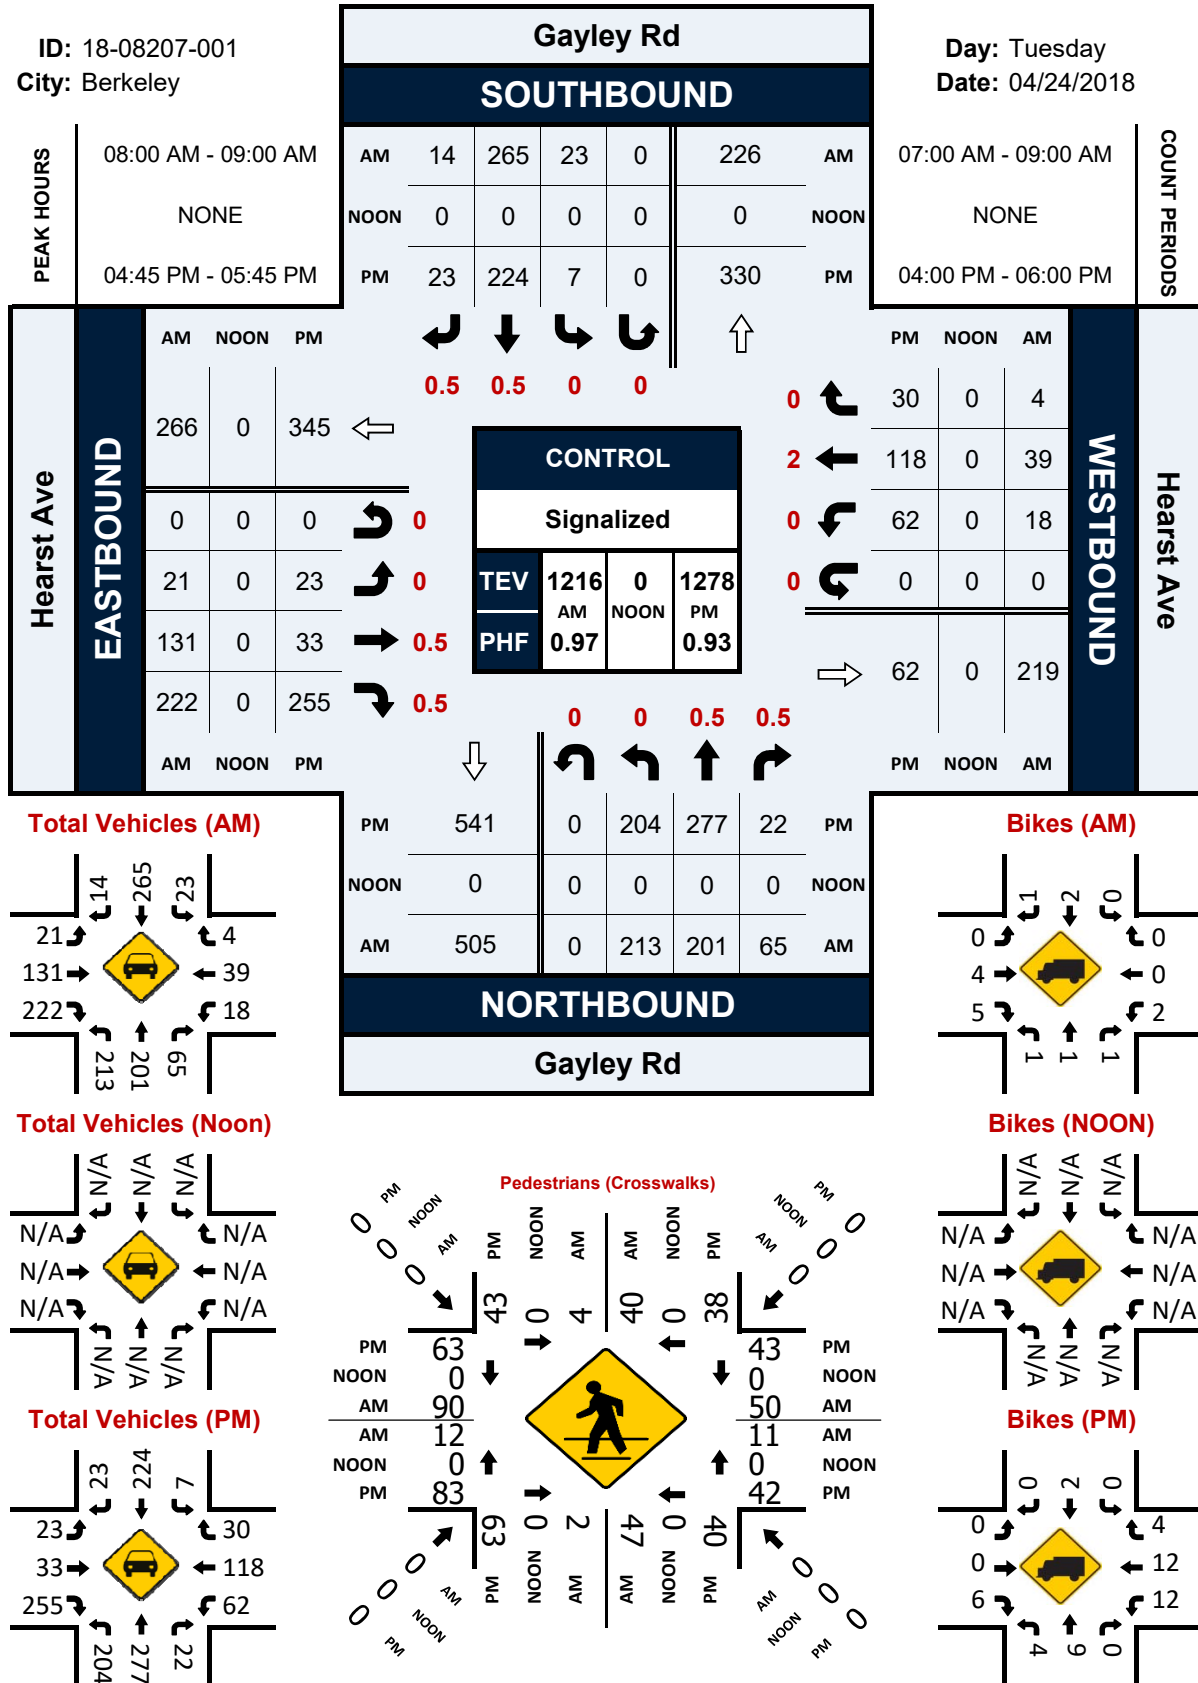 ID: 18-08207-001
City: Berkeley
Gayley Rd
SOUTHBOUND
Day: Tuesday
Date: 04/24/2018
PEAK HOURS
08:00 AM - 09:00 AM
NONE
04:45 PM - 05:45 PM
AM 14 265 23 0 226 AM
NOON 0 0 0 0 0 NOON
PM 23 224 7 0 330 PM
07:00 AM - 09:00 AM
NONE
04:00 PM - 06:00 PM
COUNT PERIODS
0.5 0.5 0 0
Hearst Ave
EASTBOUND
AM NOON PM
266 0 345
0 0 0 0
21 0 23 0
131 0 33 0.5
222 0 255 0.5
AM NOON PM
CONTROL
Signalized
TEV 1216 0 1278
AM NOON PM
PHF 0.97 0.93
PM NOON AM
0 30 0 4
2 118 0 39
0 62 0 18
0 0 0 0
62 0 219
PM NOON AM
WESTBOUND
Hearst Ave
0 0 0.5 0.5
PM 541 0 204 277 22 PM
NOON 0 0 0 0 0 NOON
AM 505 0 213 201 65 AM
NORTHBOUND
Gayley Rd
Total Vehicles (AM)
14 265 23
21 4
131 39
222 18
213 201 65
Bikes (AM)
1 2 0
0 0
4 0
5 2
1 1 1
Total Vehicles (Noon)
N/A N/A N/A
N/A N/A
N/A N/A
N/A N/A
N/A N/A N/A
Bikes (NOON)
N/A N/A N/A
N/A N/A
N/A N/A
N/A N/A
N/A N/A N/A
Total Vehicles (PM)
23 224 7
23 30
33 118
255 62
204 277 22
Bikes (PM)
0 2 0
0 4
0 12
6 12
4 6 0
Pedestrians (Crosswalks)
PM NOON AM
0 0 0
PM NOON AM AM NOON PM
43 0 4 40 0 38
PM NOON AM
0 0 0
PM 63 43 PM
NOON 0 0 NOON
AM 90 50 AM
AM 12 11 AM
NOON 0 0 NOON
PM 83 42 PM
63 0 2 47 0 40
PM NOON AM AM NOON PM
0 0 0
AM NOON PM
0 0 0
AM NOON PM